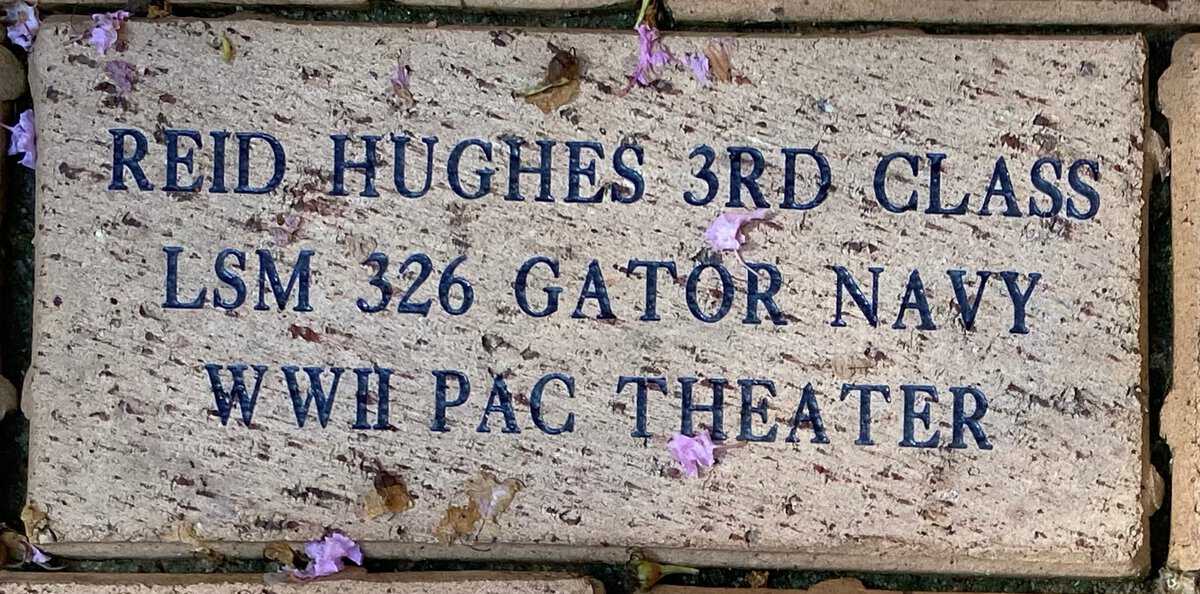 REID HUGHES 3RD CLASS
LSM 326 GATOR NAVY
WWII PAC THEATER